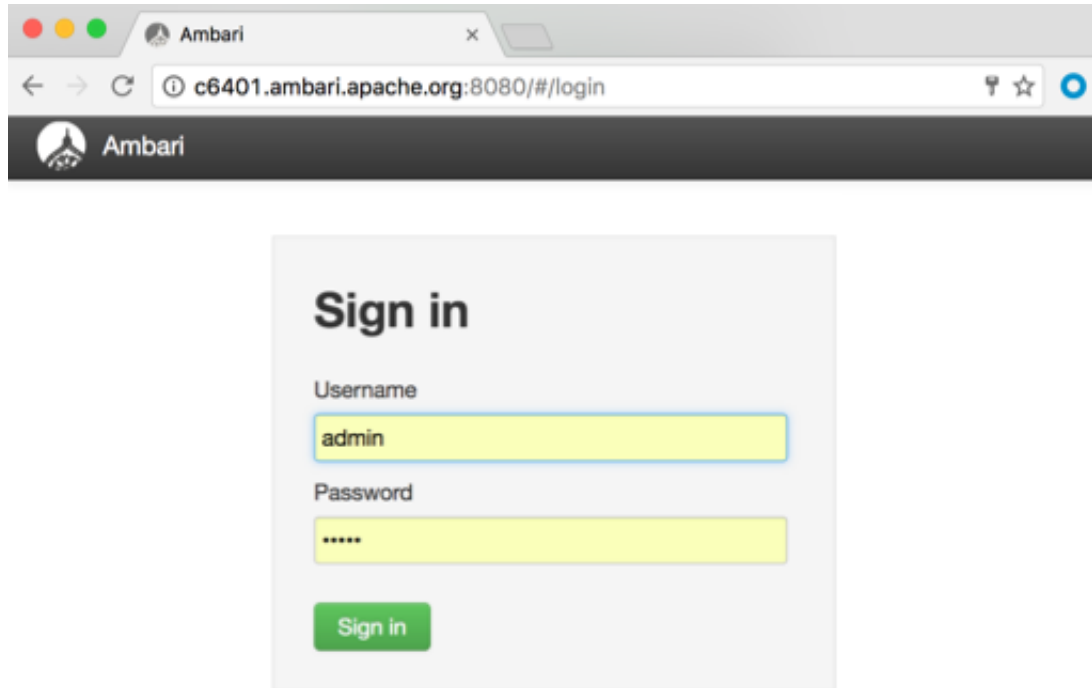 Ambari
c6401.ambari.apache.org:8080/#/login
Ambari
Sign in
Username
admin
Password
•••••
Sign in